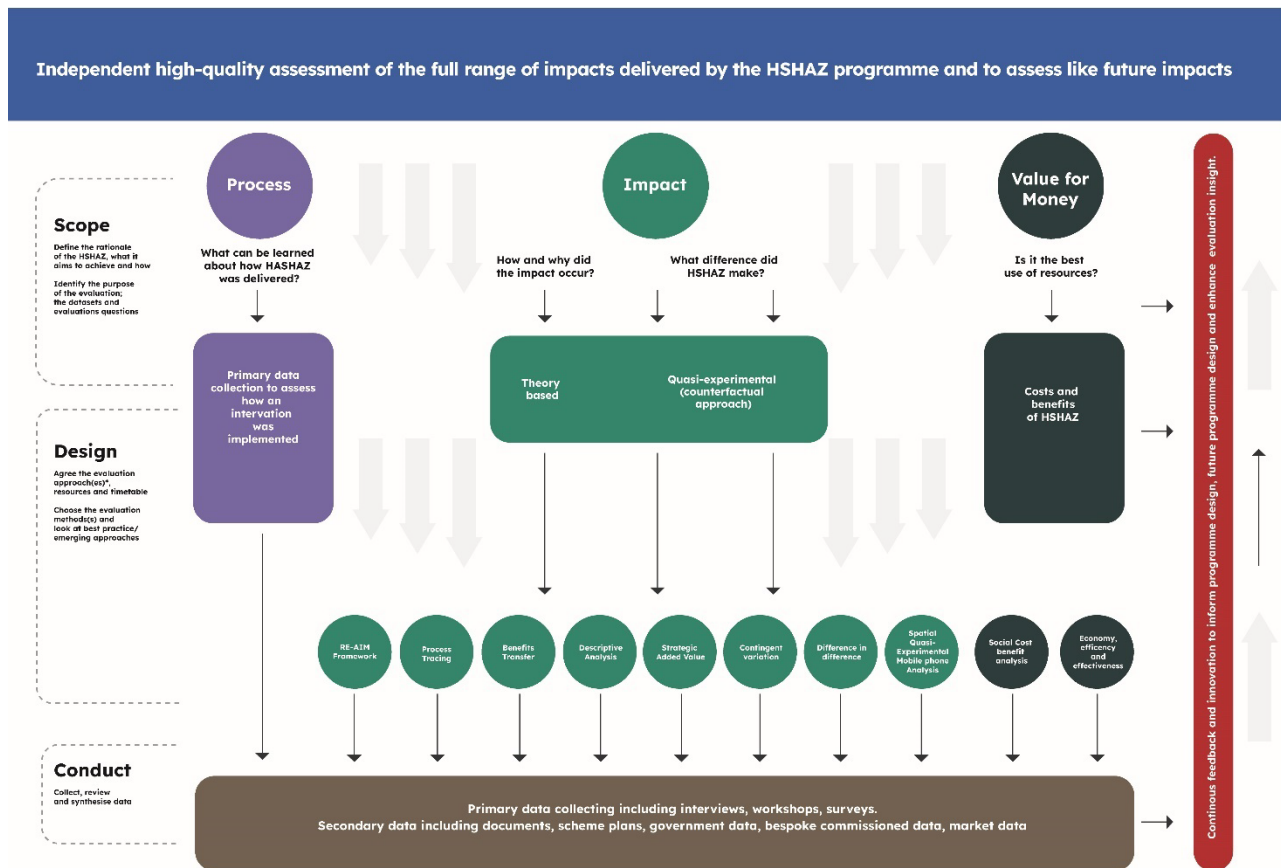 Independent high-quality assessment of the full range of impacts delivered by the HSHAZ programme and to assess like future impacts
Process
Impact
Value for
Money
Scope
Define the rationale
of the HSHAZ, what it
aims to achieve and how
Identify the purpose
of the evaluation;
the datasets and
evaluations questions
What can be learned
about how HASHAZ
was delivered?
How and why did
the impact occur?
What difference did
HSHAZ make?
Is it the best
use of resources?
Primary data
collection to assess
how an
intervation
was
implemented
Theory
based
Quasi-experimental
(counterfactual
approach)
Costs and
benefits
of HSHAZ
Design
Agree the evaluation
approach(es)*,
resources and timetable
Choose the evaluation
methods(s) and
look at best practice/
emerging approaches
RE-AIM
Framework
Process
Tracing
Benefits
Transfer
Descriptive
Analysis
Strategic
Added Value
Contingent
variation
Difference in
difference
Spatial
Quasi-
Experimental
Mobile phone
Analysis
Social Cost
benefit
analysis
Economy,
efficency
and
effectiveness
Conduct
Collect, review
and synthesise data
Primary data collecting including interviews, workshops, surveys.
Secondary data including documents, scheme plans, government data, bespoke commissioned data, market data
Continous feedback and innovation to inform programme design, future programme design and enhance evaluation insight.